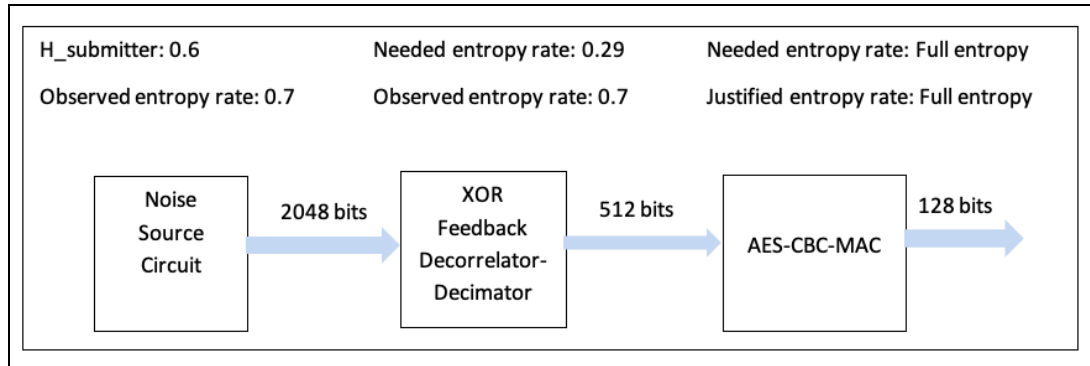 H_submitter: 0.6
Needed entropy rate: 0.29
Needed entropy rate: Full entropy
Observed entropy rate: 0.7
Observed entropy rate: 0.7
Justified entropy rate: Full entropy
Noise
Source
Circuit
2048 bits
XOR
Feedback
Decorrelator-
Decimator
512 bits
AES-CBC-MAC
128 bits